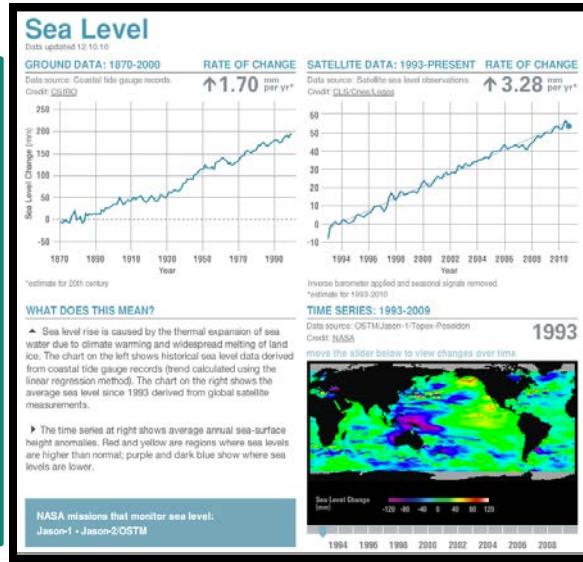 Sea Level
Data updated 12.10.10
GROUND DATA: 1870-2000 RATE OF CHANGE
Data source: Coastal tide gauge records.
Credit: CSIRO
↑1.70 mm per yr*
250
200
150
100
50
0
-50
Sea Level Change (mm)
1870 1890 1910 1930 1950 1970 1990
Year
*estimate for 20th century
SATELLITE DATA: 1993-PRESENT RATE OF CHANGE
Data source: Satellite sea level observations.
Credit: CLS/Cnes/Legos
↑3.28 mm per yr*
60
50
40
30
20
10
0
-10
1994 1996 1998 2000 2002 2004 2006 2008 2010
Year
Inverse barometer applied and seasonal signals removed.
*estimate for 1993-2010
WHAT DOES THIS MEAN?
Sea level rise is caused by the thermal expansion of sea
water due to climate warming and widespread melting of land
ice. The chart on the left shows historical sea level data derived
from coastal tide gauge records (trend calculated using the
linear regression method). The chart on the right shows the
average sea level since 1993 derived from global satellite
measurements.
The time series at right shows average annual sea-surface
height anomalies. Red and yellow are regions where sea levels
are higher than normal; purple and dark blue show where sea
levels are lower.
NASA missions that monitor sea level:
Jason-1 • Jason-2/OSTM
TIME SERIES: 1993-2009
Data source: OSTM/Jason-1/Topex-Poseidon
Credit: NASA
1993
move the slider below to view changes over time
Sea Level Change
(mm)
-120 -80 -40 0 40 80 120
1994 1996 1998 2000 2002 2004 2006 2008